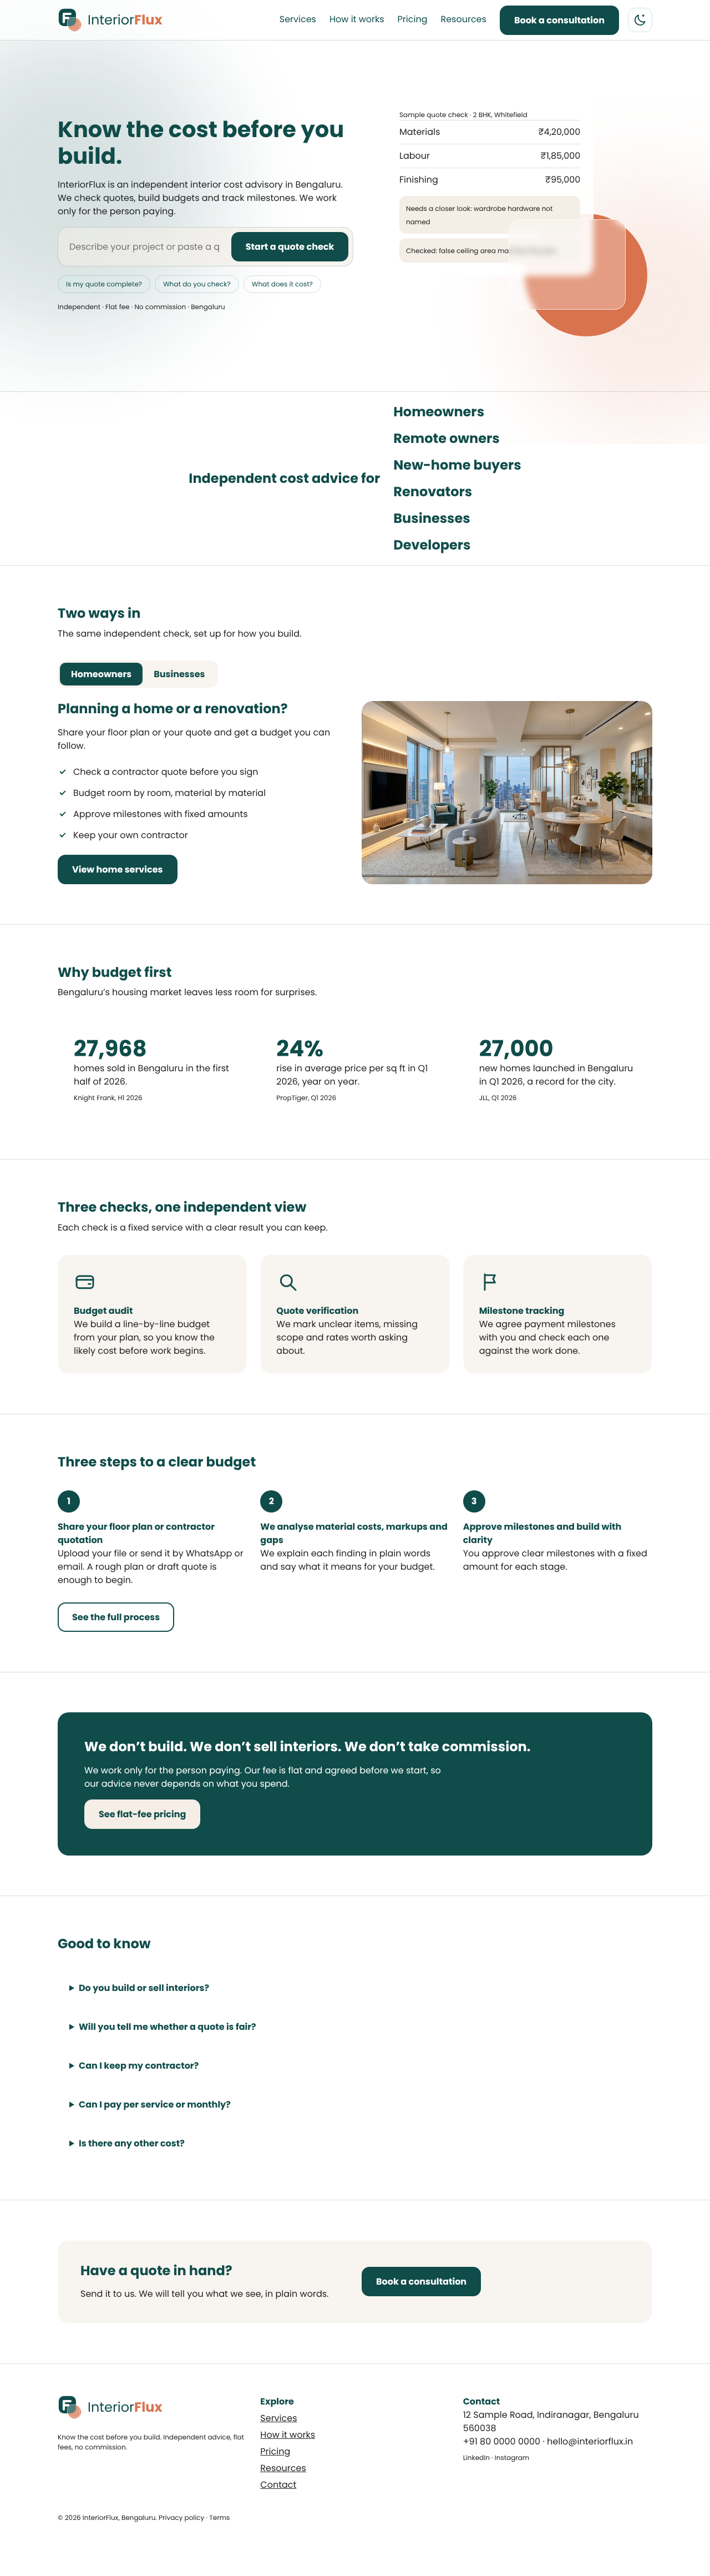 InteriorFlux
Services
How it works
Pricing
Resources
Book a consultation
Know the cost before you
build.
InteriorFlux is an independent interior cost advisory in Bengaluru.
We check quotes, build budgets and track milestones. We work
only for the person paying.
Describe your project or paste a q
Start a quote check
Is my quote complete?
What do you check?
What does it cost?
Independent · Flat fee · No commission · Bengaluru
Sample quote check · 2 BHK, Whitefield
Materials ₹4,20,000
Labour ₹1,85,000
Finishing ₹95,000
Needs a closer look: wardrobe hardware not
named
Checked: false ceiling area
Independent cost advice for
Homeowners
Remote owners
New-home buyers
Renovators
Businesses
Developers
Two ways in
The same independent check, set up for how you build.
Homeowners
Businesses
Planning a home or a renovation?
Share your floor plan or your quote and get a budget you can
follow.
Check a contractor quote before you sign
Budget room by room, material by material
Approve milestones with fixed amounts
Keep your own contractor
View home services
Why budget first
Bengaluru’s housing market leaves less room for surprises.
27,968
homes sold in Bengaluru in the first
half of 2026.
Knight Frank, H1 2026
24%
rise in average price per sq ft in Q1
2026, year on year.
PropTiger, Q1 2026
27,000
new homes launched in Bengaluru
in Q1 2026, a record for the city.
JLL, Q1 2026
Three checks, one independent view
Each check is a fixed service with a clear result you can keep.
Budget audit
We build a line-by-line budget
from your plan, so you know the
likely cost before work begins.
Quote verification
We mark unclear items, missing
scope and rates worth asking
about.
Milestone tracking
We agree payment milestones
with you and check each one
against the work done.
Three steps to a clear budget
1
Share your floor plan or contractor
quotation
Upload your file or send it by WhatsApp or
email. A rough plan or draft quote is
enough to begin.
2
We analyse material costs, markups and
gaps
We explain each finding in plain words
and say what it means for your budget.
3
Approve milestones and build with
clarity
You approve clear milestones with a fixed
amount for each stage.
See the full process
We don’t build. We don’t sell interiors. We don’t take commission.
We work only for the person paying. Our fee is flat and agreed before we start, so
our advice never depends on what you spend.
See flat-fee pricing
Good to know
Do you build or sell interiors?
Will you tell me whether a quote is fair?
Can I keep my contractor?
Can I pay per service or monthly?
Is there any other cost?
Have a quote in hand?
Send it to us. We will tell you what we see, in plain words.
Book a consultation
InteriorFlux
Know the cost before you build. Independent advice, flat
fees, no commission.
Explore
Services
How it works
Pricing
Resources
Contact
Contact
12 Sample Road, Indiranagar, Bengaluru
560038
+91 80 0000 0000 · hello@interiorflux.in
LinkedIn · Instagram
© 2026 InteriorFlux, Bengaluru. Privacy policy · Terms